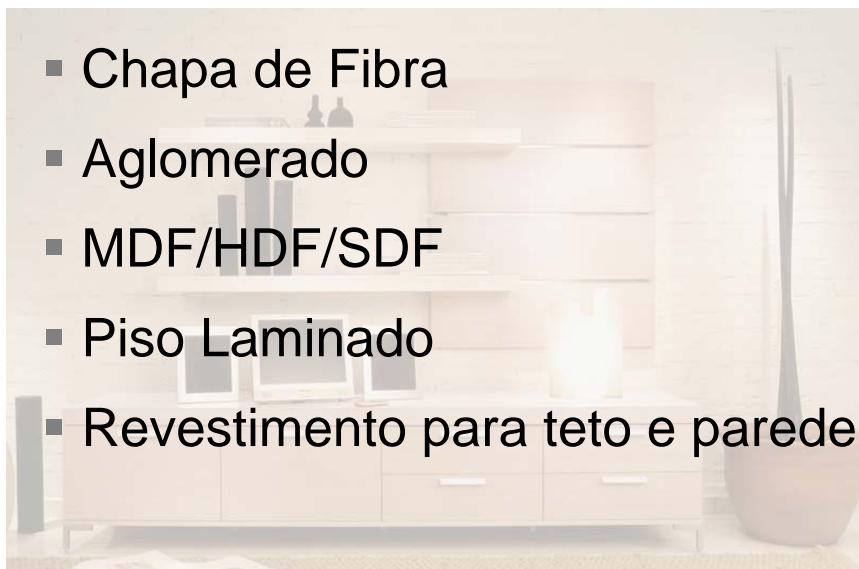 ▪ Chapa de Fibra
▪ Aglomerado
▪ MDF/HDF/SDF
▪ Piso Laminado
▪ Revestimento para teto e parede